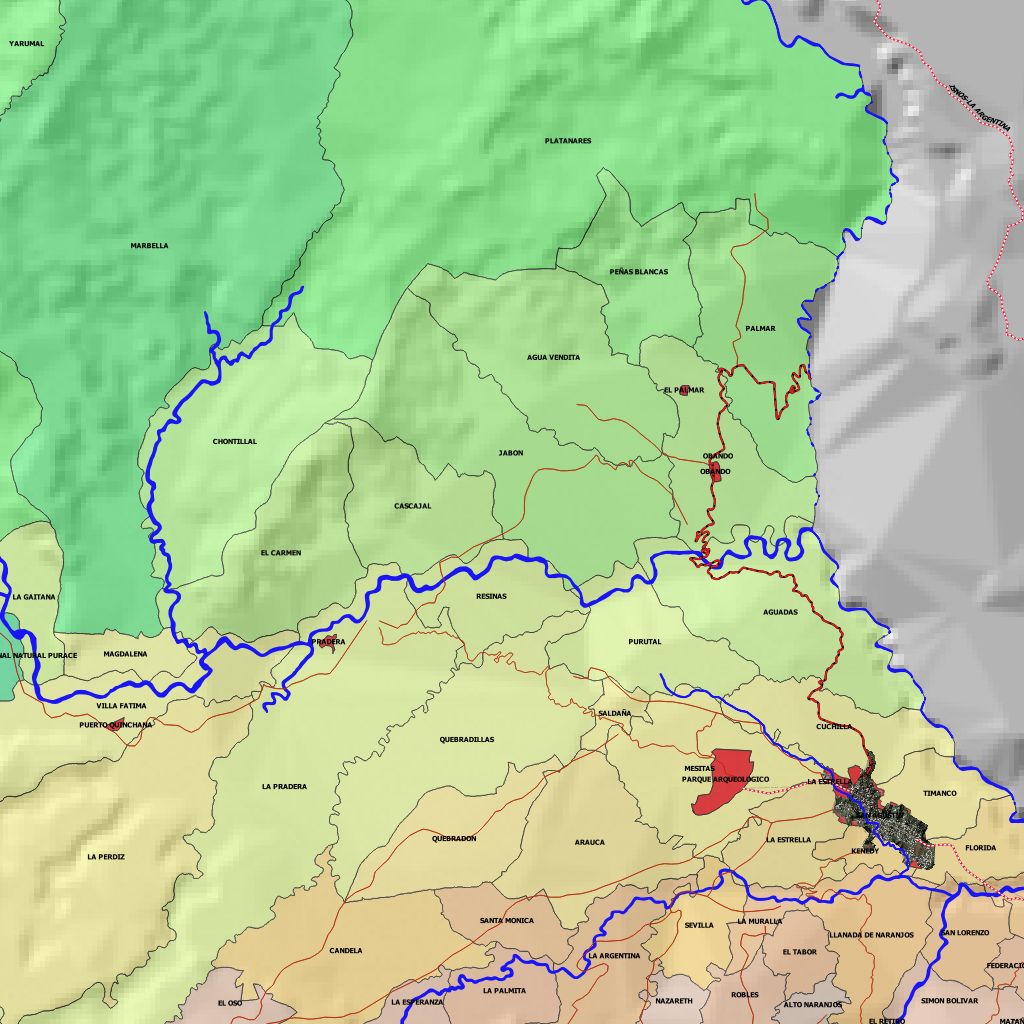 YARUMAL
PLATANARES
MARBELLA
PEÑAS BLANCAS
PALMAR
AGUA VENDITA
EL PALMAR
CHONTILLAL
JABON
OBANDO
OBANDO
CASCAJAL
EL CARMEN
LA GAITANA
RESINAS
AGUADAS
PRADERA
PURUTAL
NAL NATURAL PURACE
MAGDALENA
VILLA FATIMA
PUERTO QUINCHANA
SALDAÑA
CUCHILLA
QUEBRADILLAS
MESITAS
PARQUE ARQUEOLOGICO
LA ESTRELLA
LA PRADERA
TIMANCO
SAN AGUSTIN
QUEBRADON
ARAUCA
LA ESTRELLA
KENEDY
FLORIDA
LA PERDIZ
SANTA MONICA
SEVILLA
LA MURALLA
LLANADA DE NARANJOS
SAN LORENZO
CANDELA
LA ARGENTINA
EL TABOR
FEDERACIO
LA PALMITA
ROBLES
EL OSO
LA ESPERANZA
NAZARETH
ALTO NARANJOS
SIMON BOLIVAR
EL RETIRO